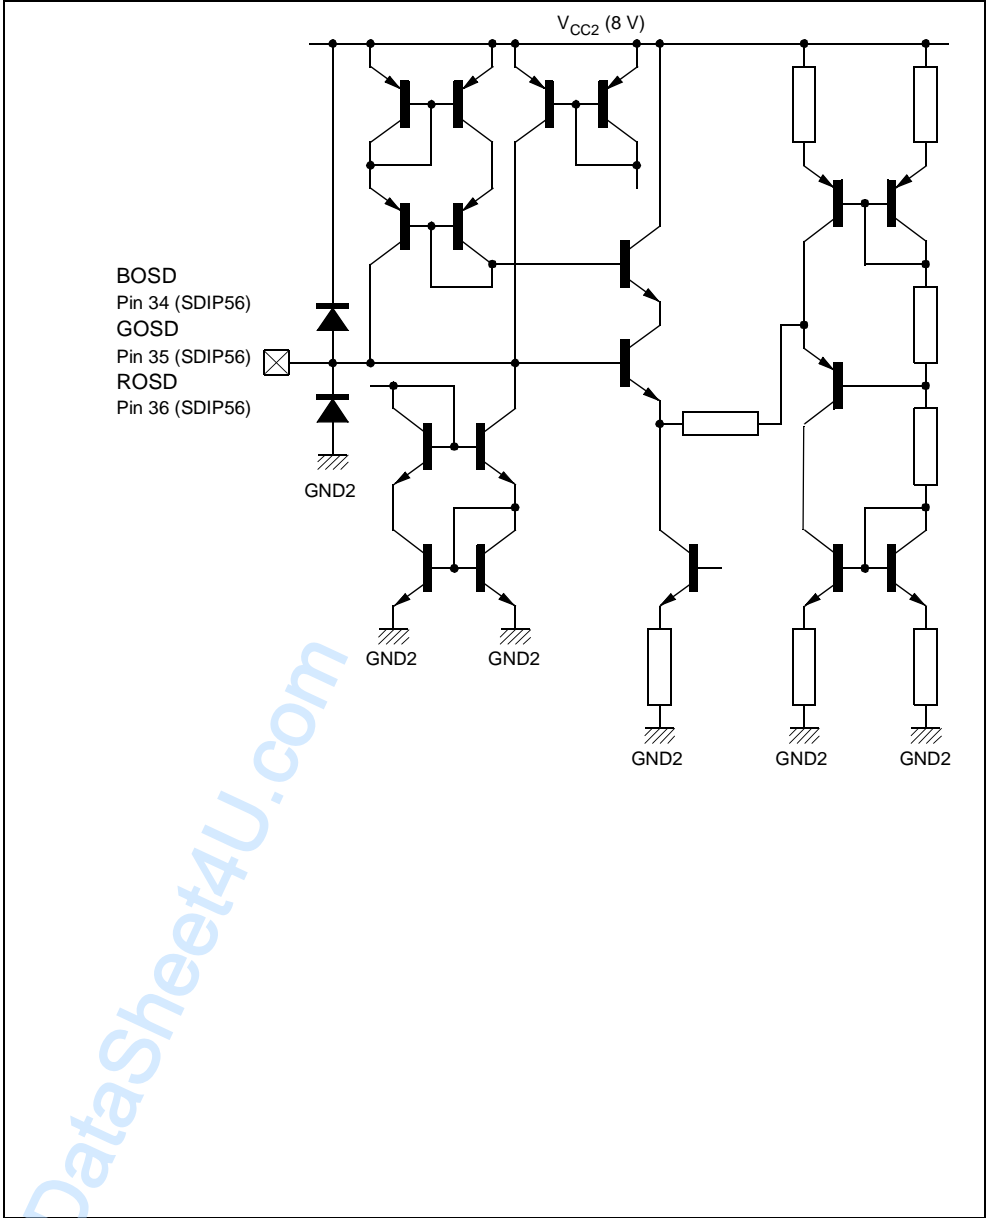 VCC2 (8 V)
BOSD
Pin 34 (SDIP56)
GOSD
Pin 35 (SDIP56)
ROSD
Pin 36 (SDIP56)
GND2
GND2
GND2
GND2
GND2
GND2
DataSheet4U.com